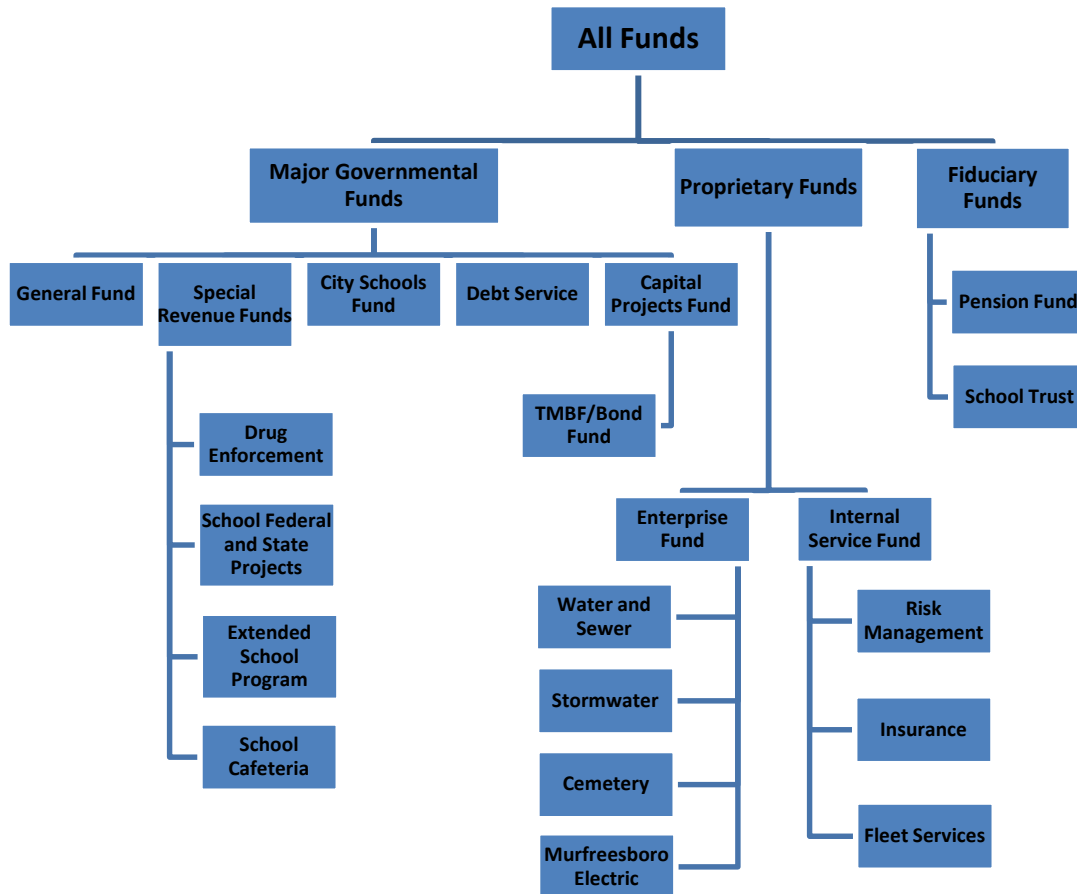 All Funds
Major Governmental
Funds
Proprietary Funds
Fiduciary
Funds
General Fund
Special
Revenue Funds
City Schools
Fund
Debt Service
Capital
Projects Fund
Pension Fund
School Trust
TMBF/Bond
Fund
Drug
Enforcement
School Federal
and State
Projects
Extended
School
Program
School
Cafeteria
Enterprise
Fund
Internal
Service Fund
Water and
Sewer
Stormwater
Cemetery
Murfreesboro
Electric
Risk
Management
Insurance
Fleet Services